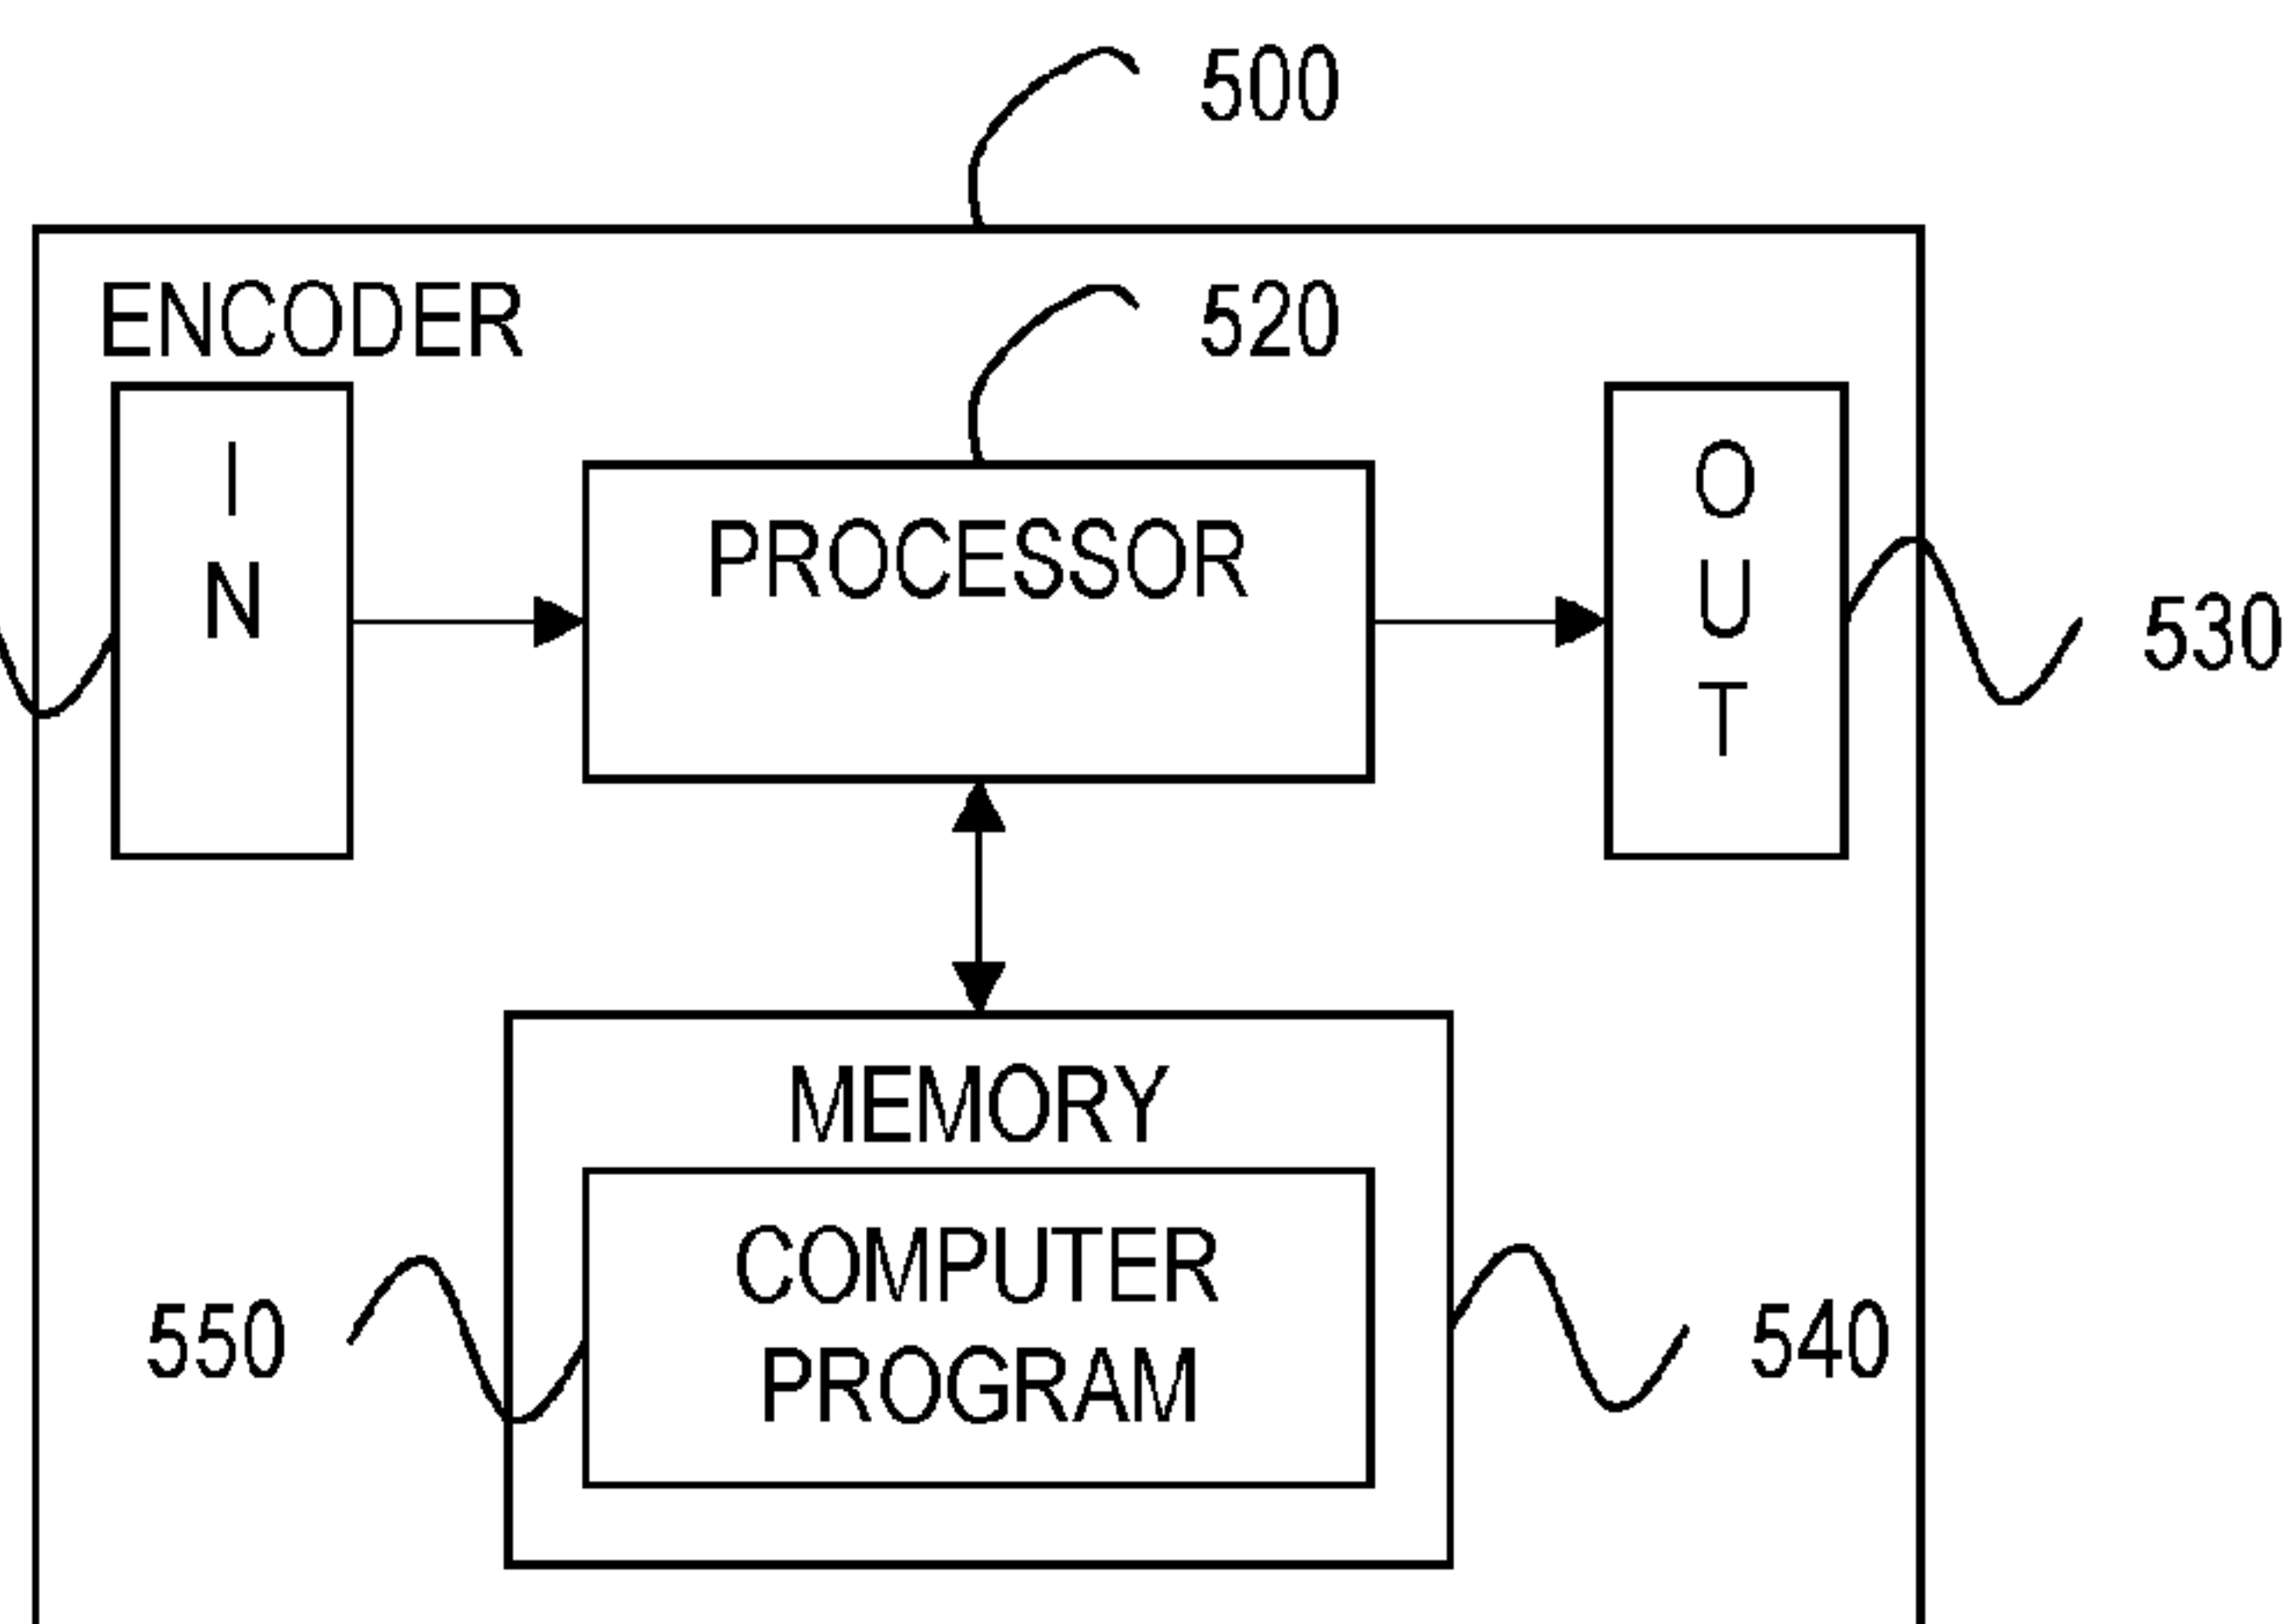 500
ENCODER
520
I
N
PROCESSOR
O
U
T
530
MEMORY
COMPUTER
PROGRAM
550
540